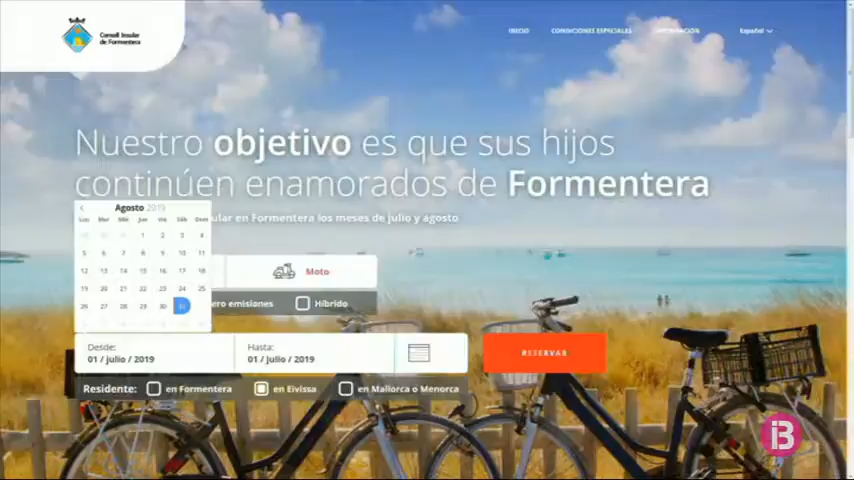 Consell Insular
de Formentera
INICIO CONDICIONES ESPECIALES INFORMACIÓN Español
Nuestro objetivo es que sus hijos
continúen enamorados de Formentera
ular en Formentera los meses de julio y agosto
Agosto 2019
Lun Mar Mié Jue Vie Sáb Dom
1 2 3 4
5 6 7 8 9 10 11
12 13 14 15 16 17 18
19 20 21 22 23 24 25
26 27 28 29 30 31
Moto
ero emisiones Híbrido
Desde: Hasta:
01 / julio / 2019 01 / julio / 2019
RESERVAR
Residente: en Formentera en Eivissa en Mallorca o Menorca